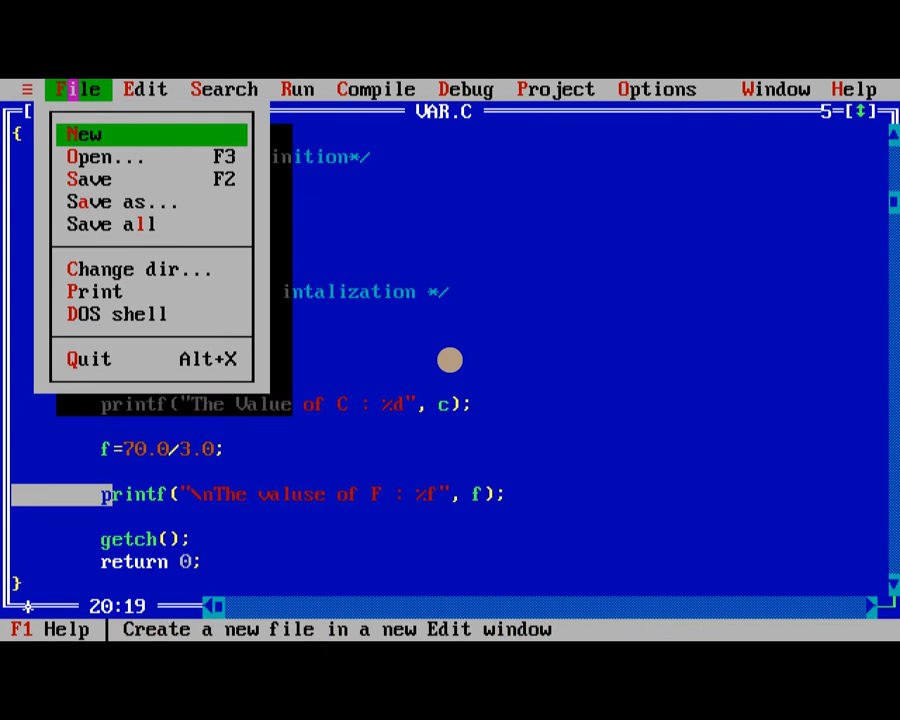 ≡ File Edit Search Run Compile Debug Project Options Window Help
[ VAR.C 5=[↕]
{
New
inition*/
Open... F3
Save F2
Save as...
Save all
Change dir...
Print
intalization */
DOS shell
Quit Alt+X
printf("The Value of C : %d", c);
f=70.0/3.0;
printf("\nThe valuse of F : %f", f);
getch();
return 0;
}
20:19
F1 Help │ Create a new file in a new Edit window